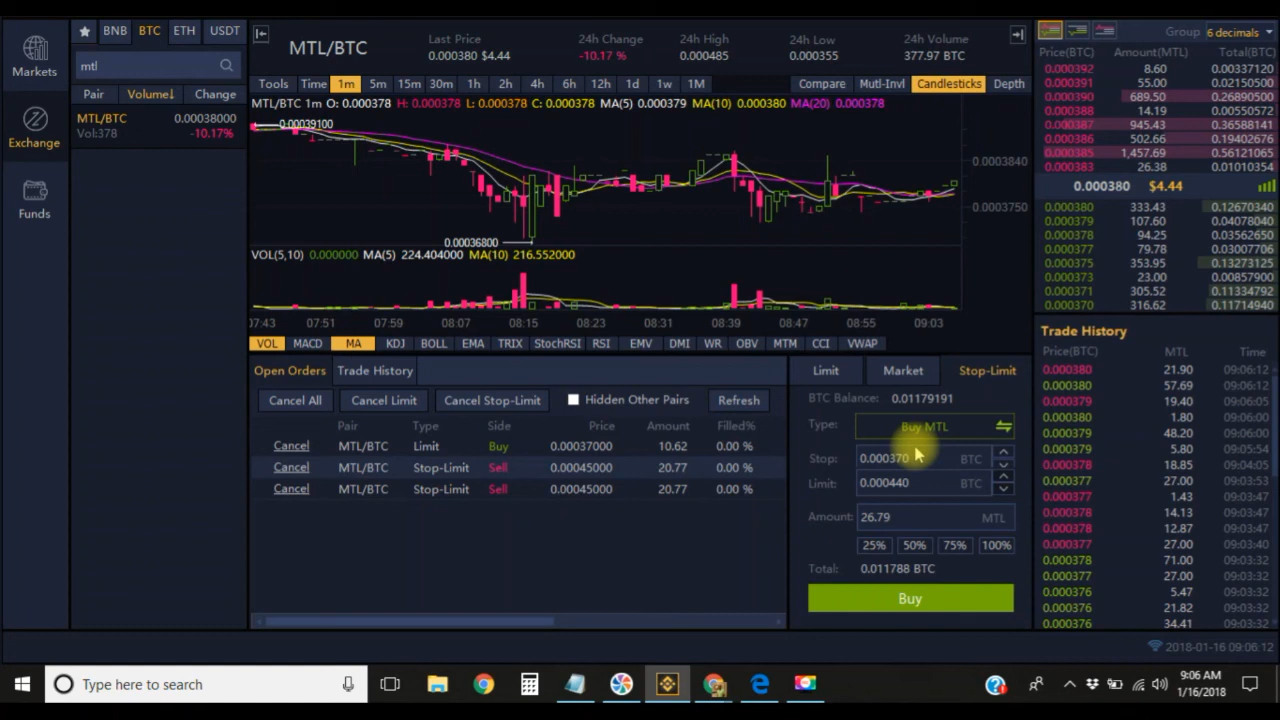 Markets
Exchange
Funds
BNB BTC ETH USDT
mtl
Pair Volume↓ Change
MTL/BTC 0.00038000
Vol:378 -10.17%
MTL/BTC
Last Price
0.000380 $4.44
24h Change
-10.17 %
24h High
0.000485
24h Low
0.000355
24h Volume
377.97 BTC
Tools Time 1m 5m 15m 30m 1h 2h 4h 6h 12h 1d 1w 1M Compare Mutl-Invl Candlesticks Depth
MTL/BTC 1m O: 0.000378 H: 0.000378 L: 0.000378 C: 0.000378 MA(5) 0.000379 MA(10) 0.000380 MA(20) 0.000378
0.00039100
0.0003840
0.0003750
0.00036800
VOL(5,10) 0.000000 MA(5) 224.404000 MA(10) 216.552000
07:43 07:51 07:59 08:07 08:15 08:23 08:31 08:39 08:47 08:55 09:03
VOL MACD MA KDJ BOLL EMA TRIX StochRSI RSI EMV DMI WR OBV MTM CCI VWAP
Open Orders Trade History
Cancel All Cancel Limit Cancel Stop-Limit Hidden Other Pairs Refresh
Pair Type Side Price Amount Filled%
Cancel MTL/BTC Limit Buy 0.00037000 10.62 0.00 %
Cancel MTL/BTC Stop-Limit Sell 0.00045000 20.77 0.00 %
Cancel MTL/BTC Stop-Limit Sell 0.00045000 20.77 0.00 %
Limit Market Stop-Limit
BTC Balance: 0.01179191
Type: Buy MTL
Stop: 0.000370 BTC
Limit: 0.000440 BTC
Amount: 26.79 MTL
25% 50% 75% 100%
Total: 0.011788 BTC
Buy
Group 6 decimals
Price(BTC) Amount(MTL) Total(BTC)
0.000392 8.60 0.00337120
0.000391 55.00 0.02150500
0.000390 689.50 0.26890500
0.000388 14.19 0.00550572
0.000387 945.43 0.36588141
0.000386 502.66 0.19402676
0.000385 1,457.69 0.56121065
0.000383 26.38 0.01010354
0.000380 $4.44
0.000380 333.43 0.12670340
0.000379 107.60 0.04078040
0.000378 94.25 0.03562650
0.000377 79.78 0.03007706
0.000375 353.95 0.13273125
0.000373 23.00 0.00857900
0.000371 305.52 0.11334792
0.000370 316.62 0.11714940
Trade History
Price(BTC) MTL Time
0.000380 21.90 09:06:12
0.000380 57.69 09:06:12
0.000379 19.40 09:06:00
0.000380 1.80 09:06:00
0.000379 48.20 09:06:00
0.000379 5.80 09:05:54
0.000378 18.85 09:04:05
0.000377 27.00 09:03:53
0.000377 1.43 09:03:47
0.000378 14.13 09:03:47
0.000378 12.87 09:03:47
0.000377 27.00 09:03:40
0.000378 71.00 09:03:32
0.000377 27.00 09:03:32
0.000376 5.47 09:03:32
0.000376 21.82 09:03:32
0.000376 34.41 09:03:32
2018-01-16 09:06:12
Type here to search
9:06 AM
1/16/2018